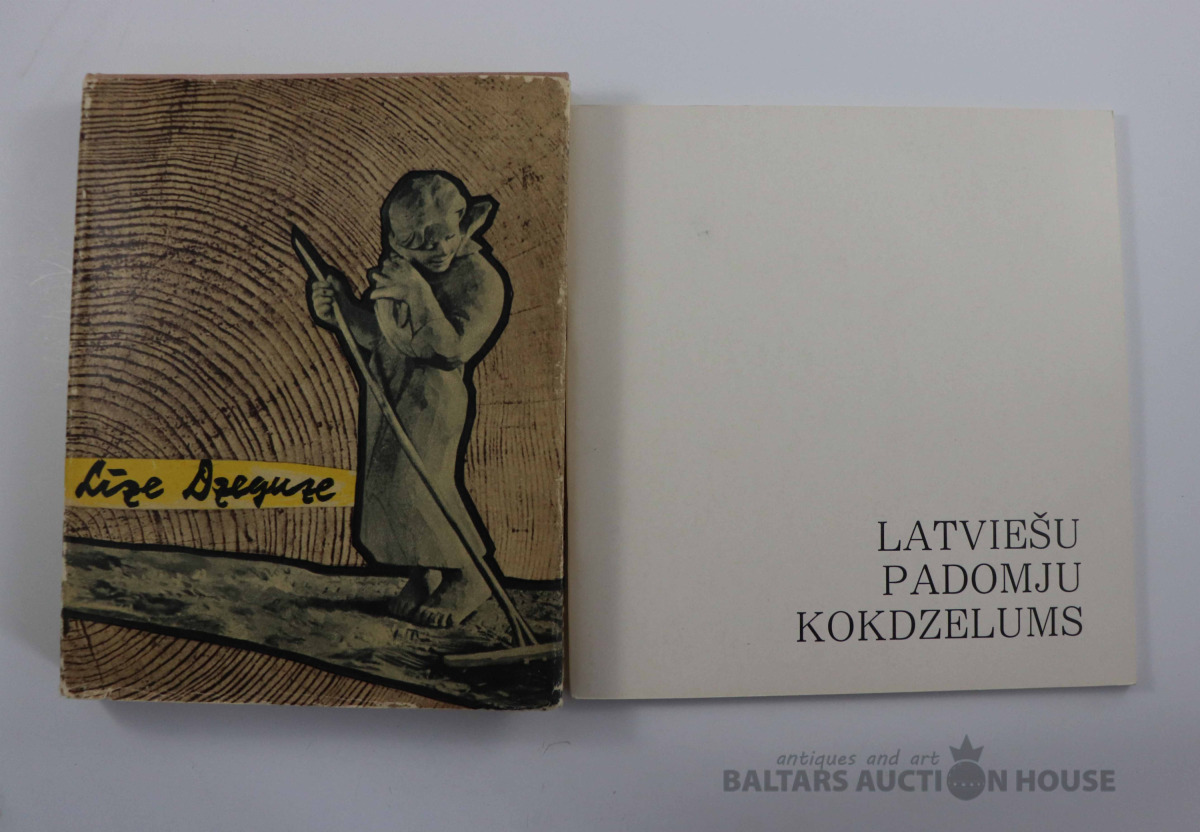 Līze Dzeguze
LATVIEŠU
PADOMJU
KOKDZELUMS
antiques and art
BALTARS AUCTION HOUSE